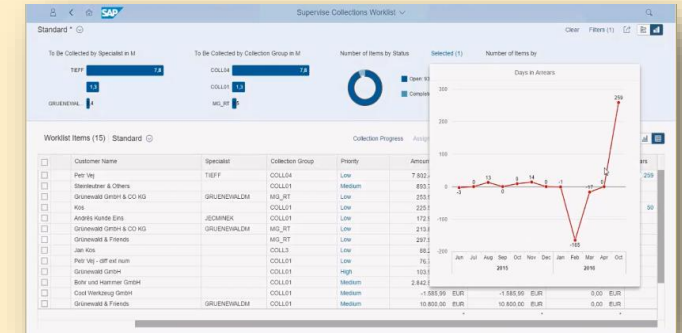 SAP Supervise Collections Worklist
Standard *
Clear Filters (1)
To Be Collected by Specialist in M
TIEFF 7,8
1,3
GRUENEWAL...
To Be Collected by Collection Group in M
COLL04 7,8
COLL01 1,3
MG_RT
Number of Items by Status
Selected (1)
Number of Items by
Days in Arrears
300
200
100
0
-100
-200
-3 0 13 0 0 14 0 -1 -165 -17 0 259
Jun Jul Aug Sep Oct Nov Dec Jan Feb Mar Apr Oct
2015 2016
Worklist Items (15) Standard
Collection Progress
Customer Name Specialist Collection Group Priority
Petr Vej TIEFF COLL04 Low 259
Steinleutner & Others COLL01 Medium
Grünewald GmbH & CO KG GRUENEWALDM MG_RT Low
Kos COLL01 Low
Andrés Kunde Eins JECMINEK COLL01 Low
Grünewald GmbH & CO KG GRUENEWALDM COLL01 Low
Grünewald & Friends MG_RT Low
Jan Kos COLL3 Low
Petr Vej - diff ext num COLL01 Low
Grünewald GmbH COLL01 High
Bohr und Hammer GmbH COLL01 Medium
Cool Werkzeug GmbH COLL01 Medium -1.585,99 EUR -1.585,99 EUR 0,00 EUR
Grünewald & Friends GRUENEWALDM COLL01 Medium 10.800,00 EUR 10.800,00 EUR 0,00 EUR